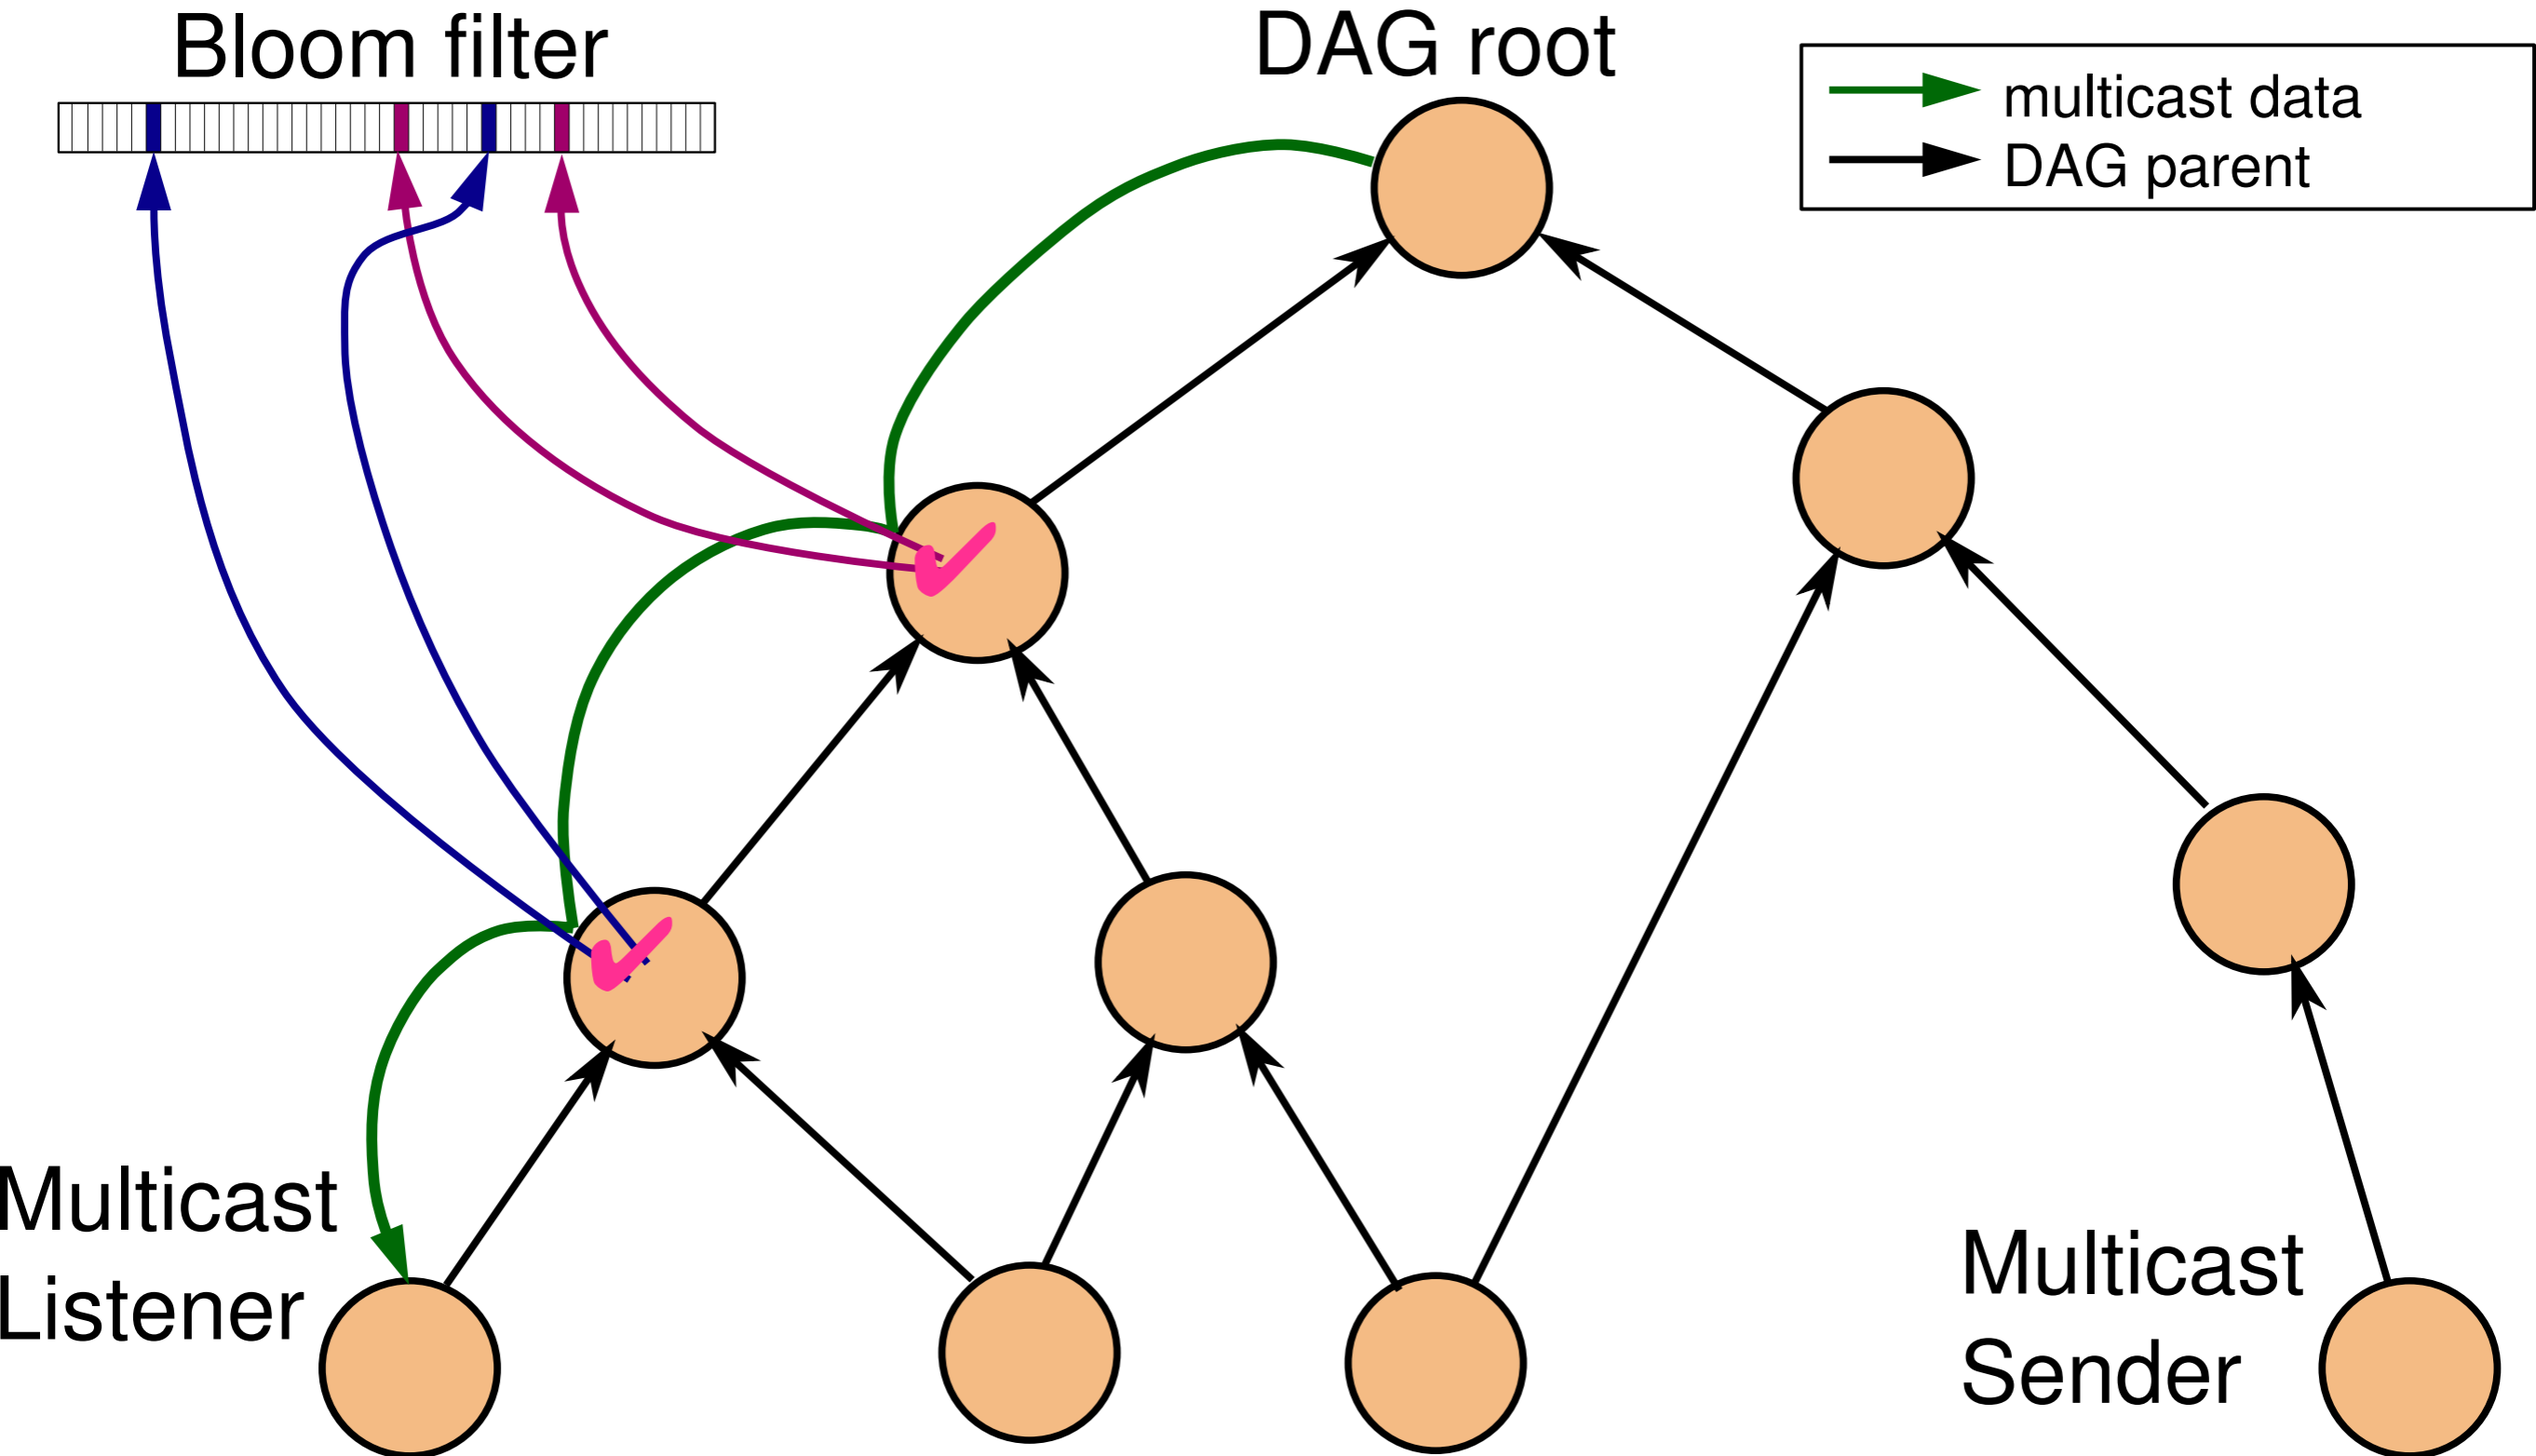 Bloom filter
DAG root
multicast data
DAG parent
Multicast
Listener
Multicast
Sender